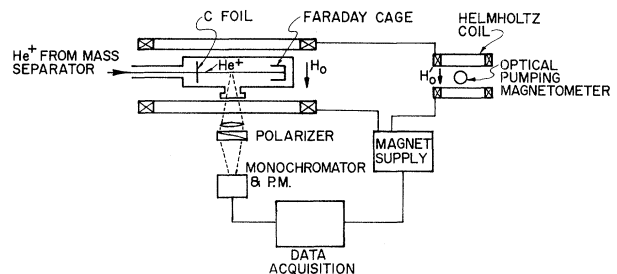 C FOIL
FARADAY CAGE
HELMHOLTZ
COIL
He+ FROM MASS
SEPARATOR
He+
H₀
H₀'
OPTICAL
PUMPING
MAGNETOMETER
POLARIZER
MAGNET
SUPPLY
MONOCHROMATOR
& P.M.
DATA
ACQUISITION